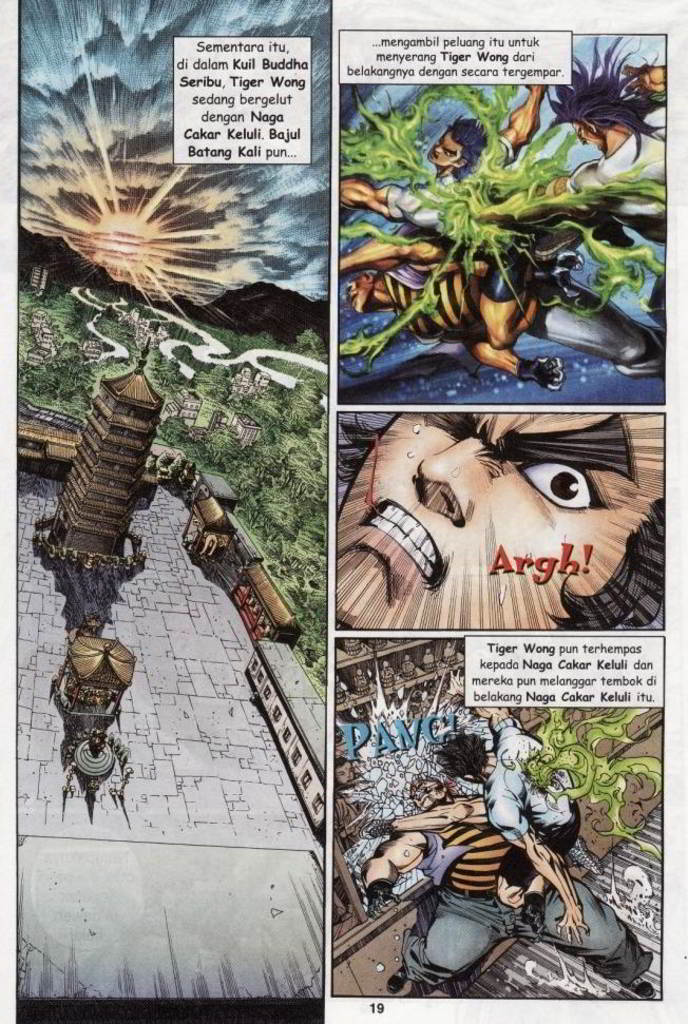 Sementara itu,
di dalam Kuil Buddha
Seribu, Tiger Wong
sedang bergelut
dengan Naga
Cakar Keluli. Bajul
Batang Kali pun...
...mengambil peluang itu untuk
menyerang Tiger Wong dari
belakangnya dengan secara tergempar.
Argh!
Tiger Wong pun terhempas
kepada Naga Cakar Keluli dan
mereka pun melanggar tembok di
belakang Naga Cakar Keluli itu.
PANG!
19